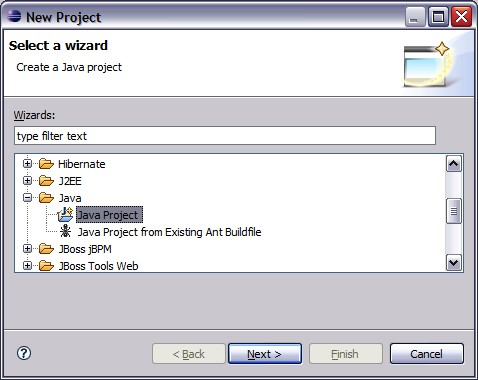 New Project
Select a wizard
Create a Java project
Wizards:
type filter text
Hibernate
J2EE
Java
Java Project
Java Project from Existing Ant Buildfile
JBoss jBPM
JBoss Tools Web
< Back
Next >
Finish
Cancel